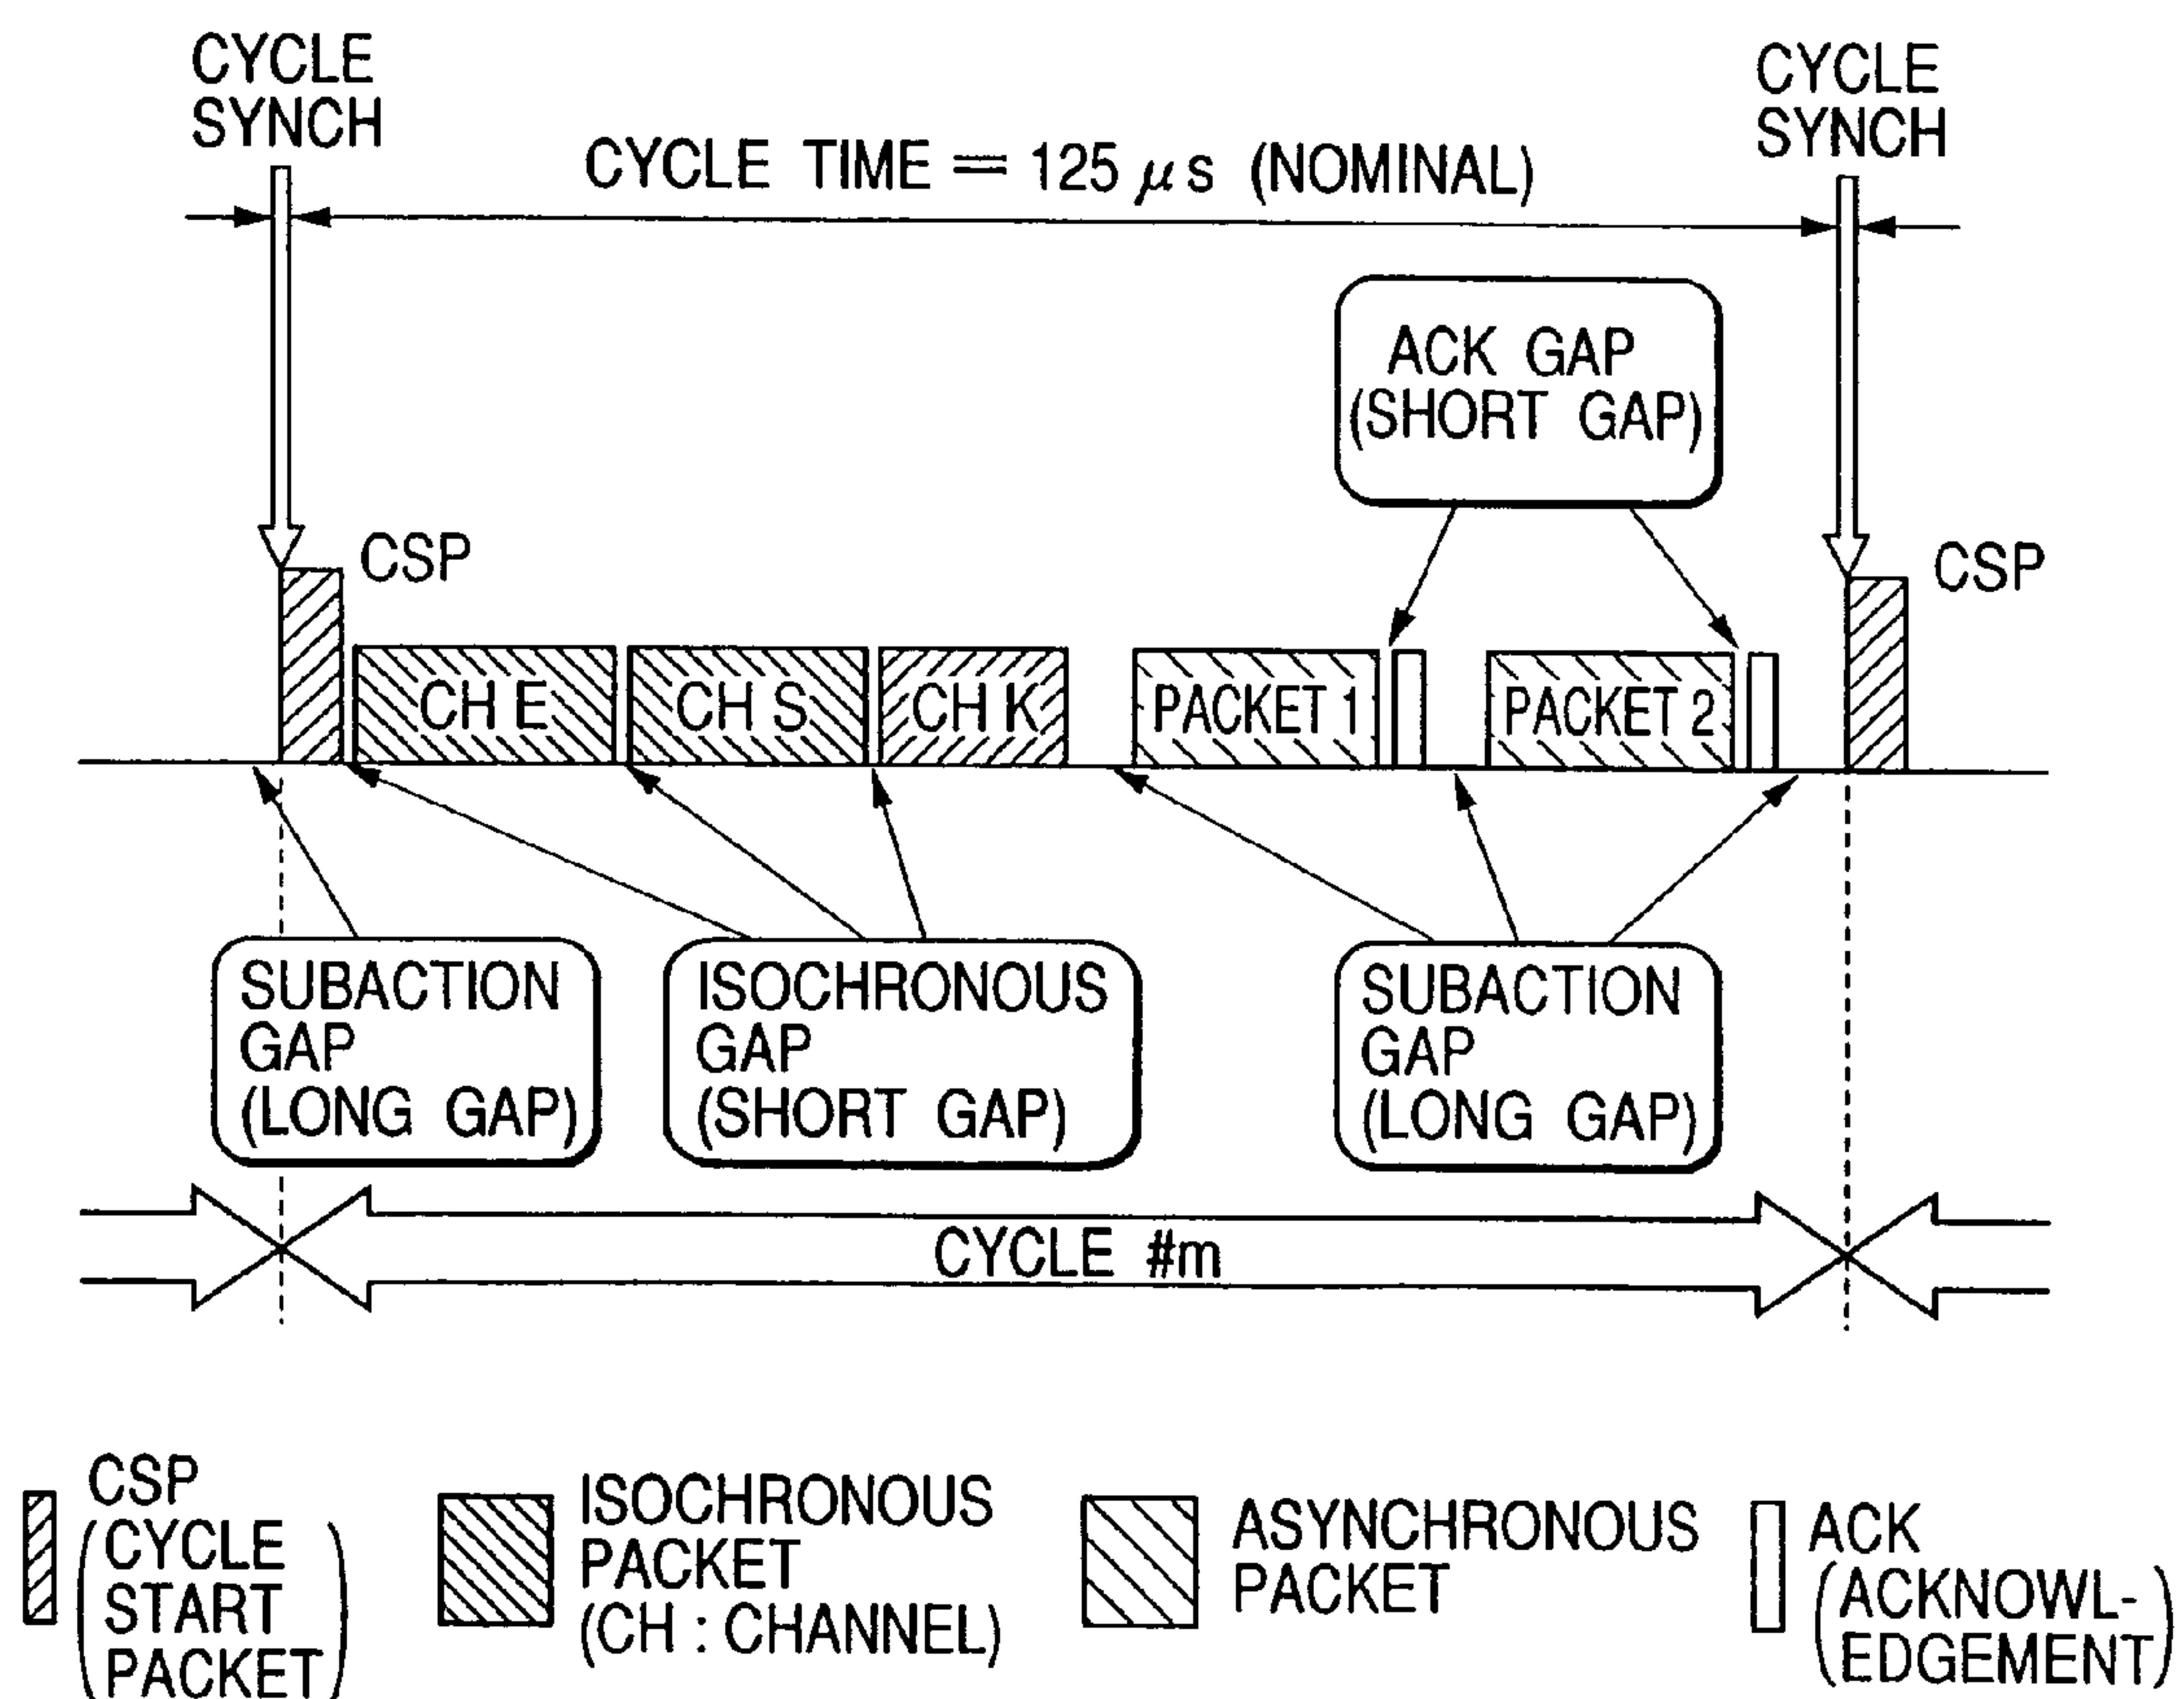 CYCLE
SYNCH
CYCLE TIME = 125 μs (NOMINAL)
CYCLE
SYNCH
ACK GAP
(SHORT GAP)
CSP
CSP
CH E
CH S
CH K
PACKET 1
PACKET 2
SUBACTION
GAP
(LONG GAP)
ISOCHRONOUS
GAP
(SHORT GAP)
SUBACTION
GAP
(LONG GAP)
CYCLE #m
CSP
(CYCLE
START
PACKET)
ISOCHRONOUS
PACKET
(CH : CHANNEL)
ASYNCHRONOUS
PACKET
ACK
(ACKNOWL-
EDGEMENT)